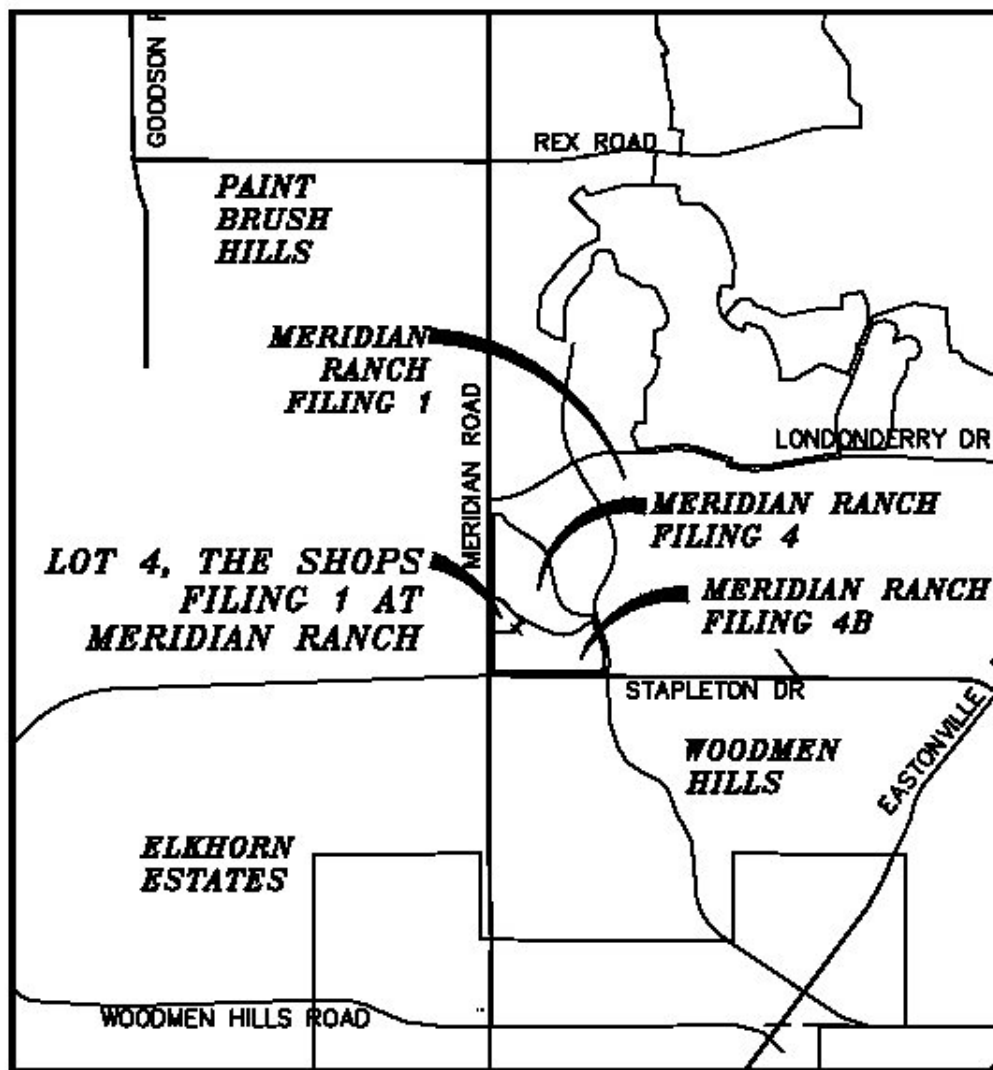 GOODSON R
REX ROAD
PAINT
BRUSH
HILLS
MERIDIAN
RANCH
FILING 1
MERIDIAN ROAD
LONDONDERRY DR
MERIDIAN RANCH
FILING 4
LOT 4, THE SHOPS
FILING 1 AT
MERIDIAN RANCH
MERIDIAN RANCH
FILING 4B
STAPLETON DR
EASTONVILLE
WOODMEN
HILLS
ELKHORN
ESTATES
WOODMEN HILLS ROAD